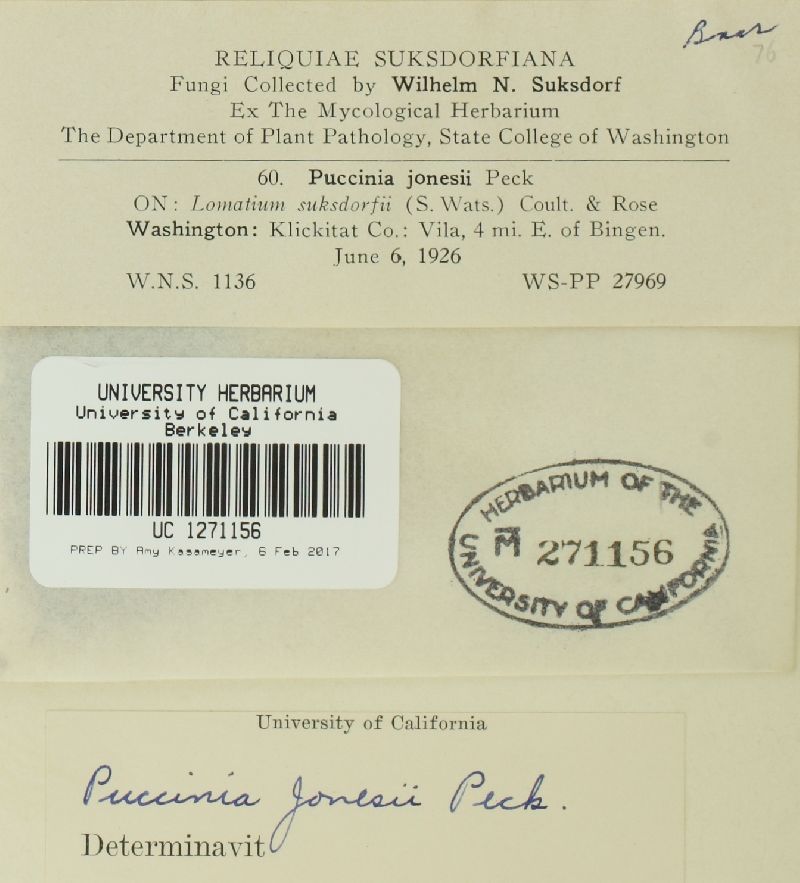 76
RELIQUIAE SUKSDORFIANA
Fungi Collected by Wilhelm N. Suksdorf
Ex The Mycological Herbarium
The Department of Plant Pathology, State College of Washington
60. Puccinia jonesii Peck
ON: Lomatium suksdorfii (S. Wats.) Coult. & Rose
Washington: Klickitat Co.: Vila, 4 mi. E. of Bingen.
June 6, 1926
W.N.S. 1136 WS-PP 27969
UNIVERSITY HERBARIUM
University of California
Berkeley
UC 1271156
PREP BY Amy Kasameyer, 6 Feb 2017
HERBARIUM OF THE
M 271156
UNIVERSITY OF CALIFORNIA
University of California
Puccinia Jonesii Peck.
Determinavit